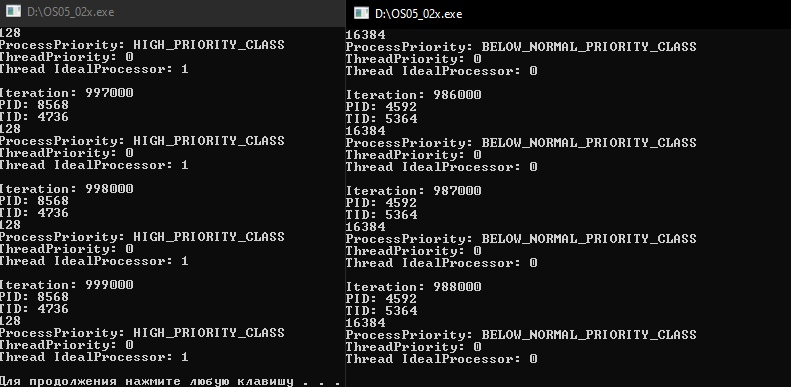 D:\OS05_02x.exe
128
ProcessPriority: HIGH_PRIORITY_CLASS
ThreadPriority: 0
Thread IdealProcessor: 1
Iteration: 997000
PID: 8568
TID: 4736
128
ProcessPriority: HIGH_PRIORITY_CLASS
ThreadPriority: 0
Thread IdealProcessor: 1
Iteration: 998000
PID: 8568
TID: 4736
128
ProcessPriority: HIGH_PRIORITY_CLASS
ThreadPriority: 0
Thread IdealProcessor: 1
Iteration: 999000
PID: 8568
TID: 4736
128
ProcessPriority: HIGH_PRIORITY_CLASS
ThreadPriority: 0
Thread IdealProcessor: 1
Для продолжения нажмите любую клавишу . . .
D:\OS05_02x.exe
16384
ProcessPriority: BELOW_NORMAL_PRIORITY_CLASS
ThreadPriority: 0
Thread IdealProcessor: 0
Iteration: 986000
PID: 4592
TID: 5364
16384
ProcessPriority: BELOW_NORMAL_PRIORITY_CLASS
ThreadPriority: 0
Thread IdealProcessor: 0
Iteration: 987000
PID: 4592
TID: 5364
16384
ProcessPriority: BELOW_NORMAL_PRIORITY_CLASS
ThreadPriority: 0
Thread IdealProcessor: 0
Iteration: 988000
PID: 4592
TID: 5364
16384
ProcessPriority: BELOW_NORMAL_PRIORITY_CLASS
ThreadPriority: 0
Thread IdealProcessor: 0